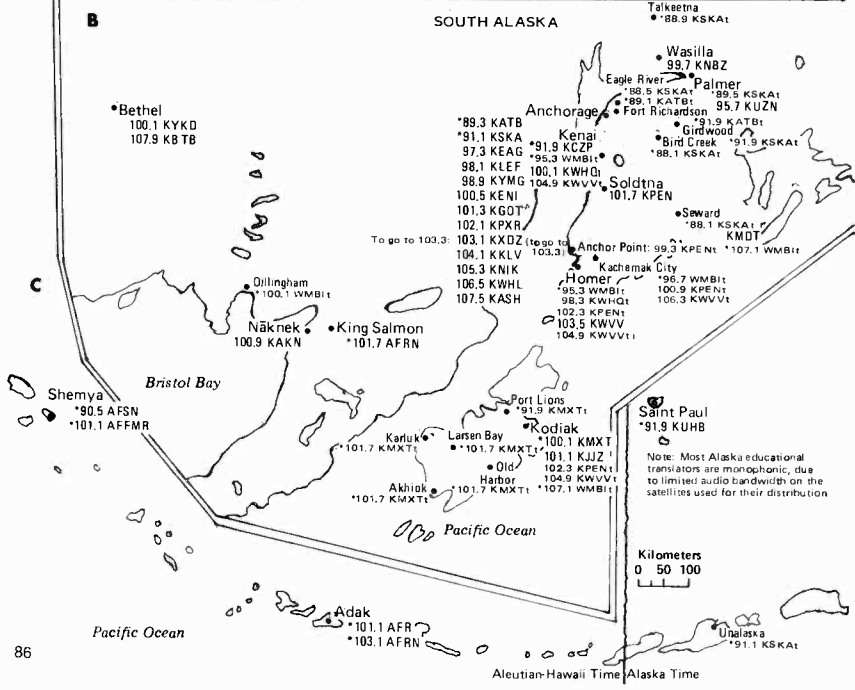 B
SOUTH ALASKA
Talkeetna
*88.9 KSKAt
Wasilla
99.7 KNBZ
Eagle River
Palmer
*88.5 KSKAt
*89.5 KSKAt
*89.1 KATBt
95.7 KUZN
Bethel
100.1 KYKD
107.9 KBTB
Anchorage
Fort Richardson
*91.9 KATBt
Girdwood
*91.9 KSKAt
Bird Creek
*88.1 KSKAt
*89.3 KATB
*91.1 KSKA
97.3 KEAG
98.1 KLEF
98.9 KYMG
100.5 KENI
101.3 KGOT
102.1 KPXR
To go to 103.3: 103.1 KXDZ (to go to 103.3)
104.1 KKLV
105.3 KNIK
106.5 KWHL
107.5 KASH
Kenai
*91.9 KCZP
*95.3 WMBIt
100.1 KWHQt
104.9 KWVVt
Soldtna
101.7 KPEN
Seward
*88.1 KSKAt
KMDT
*107.1 WMBIt
Anchor Point: 99.3 KPENt
Kachemak City
*96.7 WMBIt
100.9 KPENt
106.3 KWVVt
Homer
*95.3 WMBIt
98.3 KWHQt
102.3 KPENt
103.5 KWVV
104.9 KWVVt
C
Dillingham
*100.1 WMBIt
Nāknek
100.9 KAKN
King Salmon
*101.7 AFRN
Bristol Bay
Shemya
*90.5 AFSN
*101.1 AFFMR
Port Lions
*91.9 KMXTt
Karluk
*101.7 KMXTt
Larsen Bay
*101.7 KMXTt
Kodiak
*100.1 KMXT
101.1 KJJZ
102.3 KPENt
104.9 KWVVt
*107.1 WMBIt
Old
Harbor
*101.7 KMXTt
Akhiok
*101.7 KMXTt
Pacific Ocean
Saint Paul
*91.9 KUHB
Note: Most Alaska educational
translators are monophonic, due
to limited audio bandwidth on the
satellites used for their distribution
Kilometers
0 50 100
Adak
*101.1 AFR
*103.1 AFRN
Pacific Ocean
Unalaska
*91.1 KSKAt
86
Aleutian-Hawaii Time Alaska Time